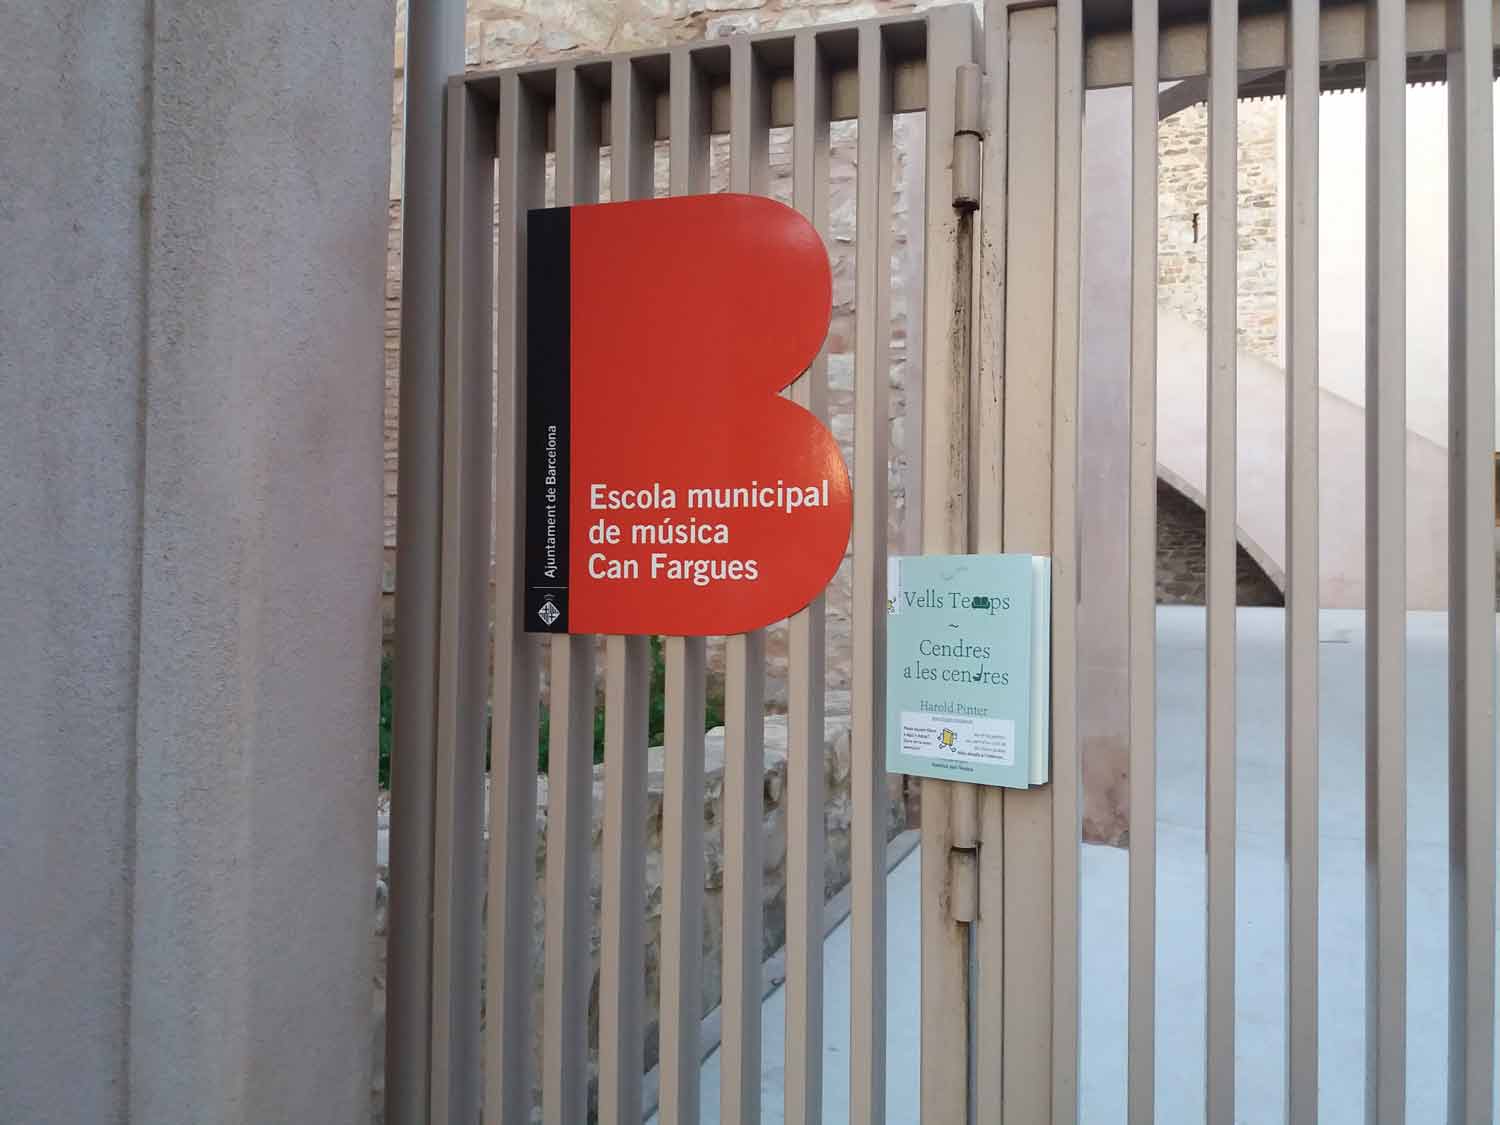 Ajuntament de Barcelona
Escola municipal
de música
Can Fargues
Vells Temps
~
Cendres
a les cendres
Harold Pinter